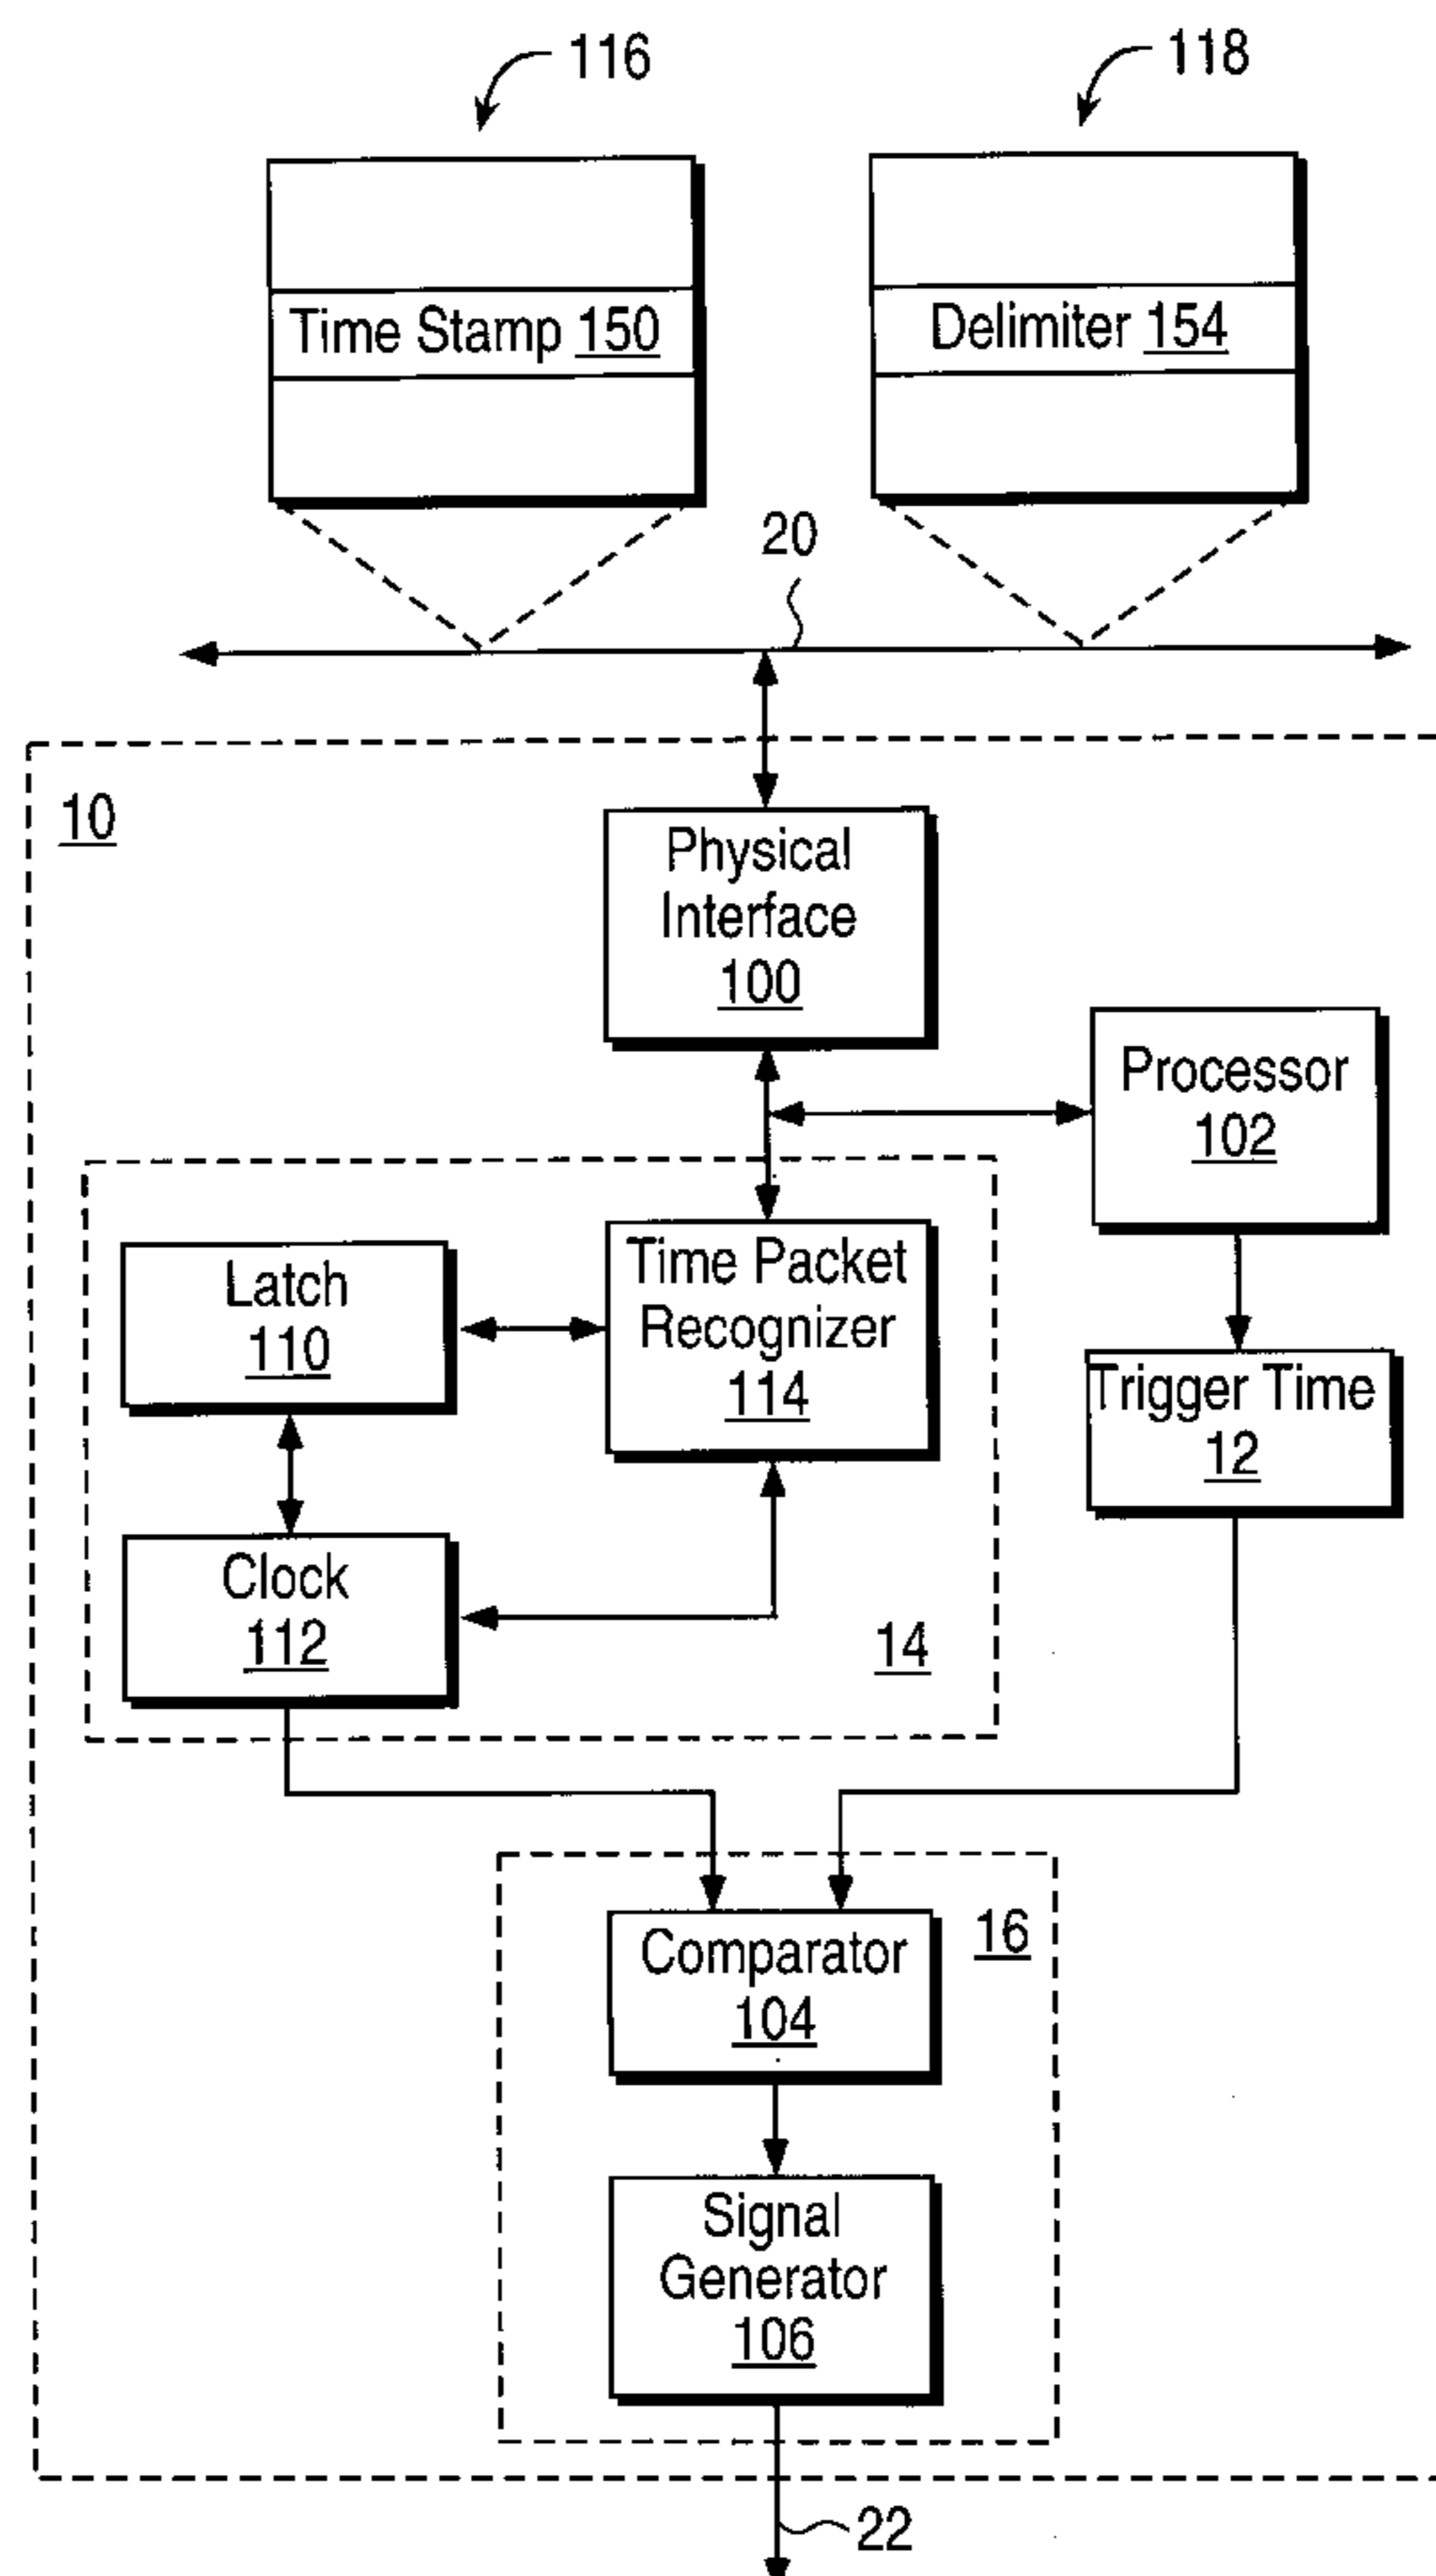 116
118
Time Stamp 150
Delimiter 154
20
10
Physical
Interface
100
Processor
102
Latch
110
Time Packet
Recognizer
114
Trigger Time
12
Clock
112
14
Comparator
104
16
Signal
Generator
106
22